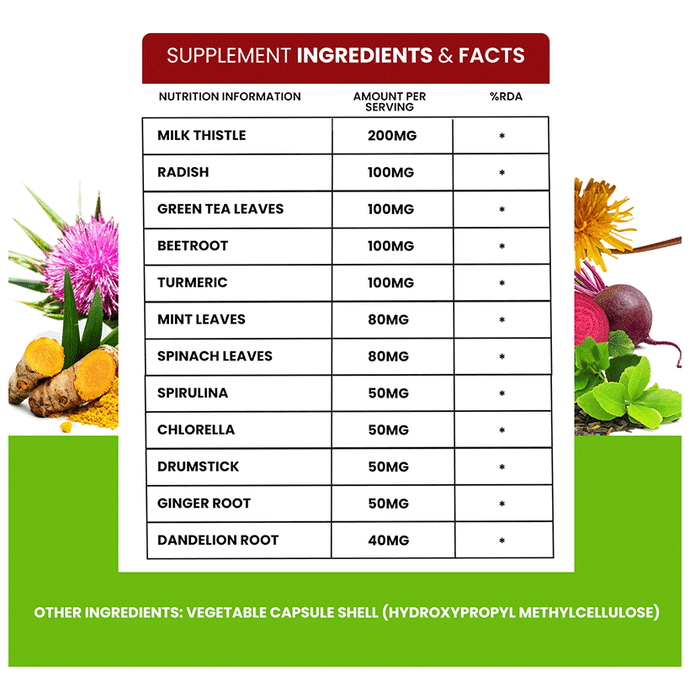 SUPPLEMENT INGREDIENTS & FACTS
NUTRITION INFORMATION AMOUNT PER SERVING %RDA
MILK THISTLE 200MG *
RADISH 100MG *
GREEN TEA LEAVES 100MG *
BEETROOT 100MG *
TURMERIC 100MG *
MINT LEAVES 80MG *
SPINACH LEAVES 80MG *
SPIRULINA 50MG *
CHLORELLA 50MG *
DRUMSTICK 50MG *
GINGER ROOT 50MG *
DANDELION ROOT 40MG *
OTHER INGREDIENTS: VEGETABLE CAPSULE SHELL (HYDROXYPROPYL METHYLCELLULOSE)